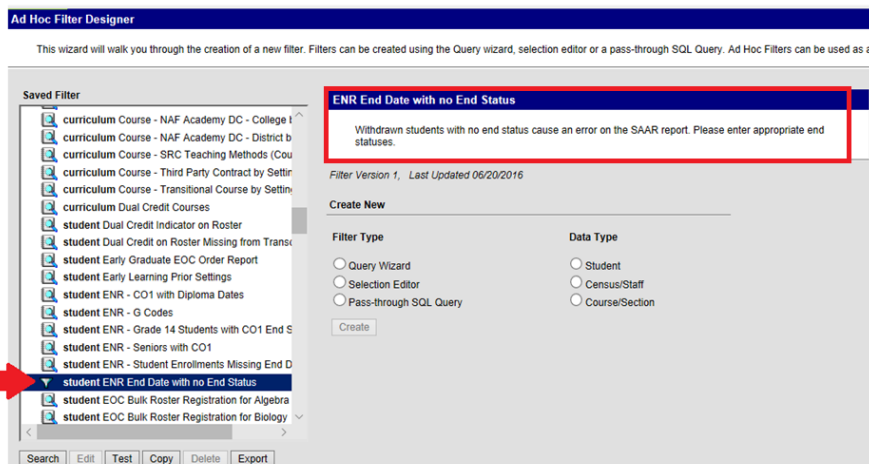 Ad Hoc Filter Designer
This wizard will walk you through the creation of a new filter. Filters can be created using the Query wizard, selection editor or a pass-through SQL Query. Ad Hoc Filters can be used as a
Saved Filter
curriculum Course - NAF Academy DC - College
curriculum Course - NAF Academy DC - District b
curriculum Course - SRC Teaching Methods (Cou
curriculum Course - Third Party Contract by Settin
curriculum Course - Transitional Course by Setting
curriculum Dual Credit Courses
student Dual Credit Indicator on Roster
student Dual Credit on Roster Missing from Transc
student Early Graduate EOC Order Report
student Early Learning Prior Settings
student ENR - CO1 with Diploma Dates
student ENR - G Codes
student ENR - Grade 14 Students with CO1 End S
student ENR - Seniors with CO1
student ENR - Student Enrollments Missing End D
student ENR End Date with no End Status
student EOC Bulk Roster Registration for Algebra
student EOC Bulk Roster Registration for Biology
Search Edit Test Copy Delete Export
ENR End Date with no End Status
Withdrawn students with no end status cause an error on the SAAR report. Please enter appropriate end
statuses.
Filter Version 1, Last Updated 06/20/2016
Create New
Filter Type
Query Wizard
Selection Editor
Pass-through SQL Query
Create
Data Type
Student
Census/Staff
Course/Section